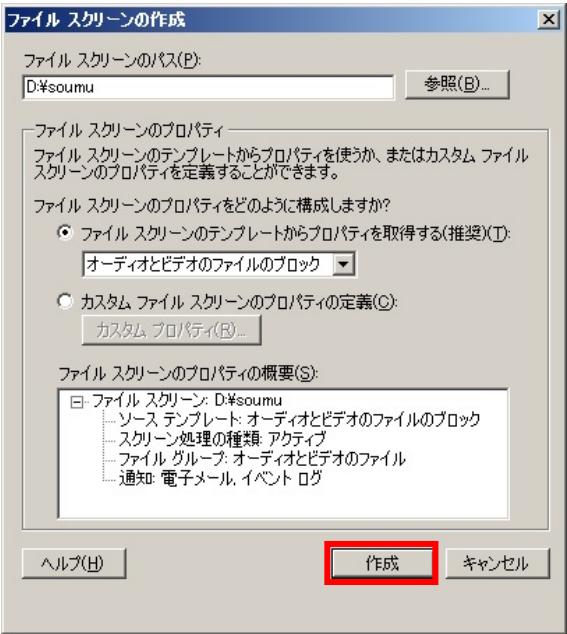 ファイル スクリーンの作成
ファイル スクリーンのパス(P):
D:¥soumu
参照(B)...
ファイル スクリーンのプロパティ
ファイル スクリーンのテンプレートからプロパティを使うか、またはカスタム ファイル
スクリーンのプロパティを定義することができます。
ファイル スクリーンのプロパティをどのように構成しますか?
ファイル スクリーンのテンプレートからプロパティを取得する(推奨)(T):
オーディオとビデオのファイルのブロック
カスタム ファイル スクリーンのプロパティの定義(C):
カスタム プロパティ(R)...
ファイル スクリーンのプロパティの概要(S):
ファイル スクリーン: D:¥soumu
ソース テンプレート: オーディオとビデオのファイルのブロック
スクリーン処理の種類: アクティブ
ファイル グループ: オーディオとビデオのファイル
通知: 電子メール, イベント ログ
ヘルプ(H)
作成
キャンセル